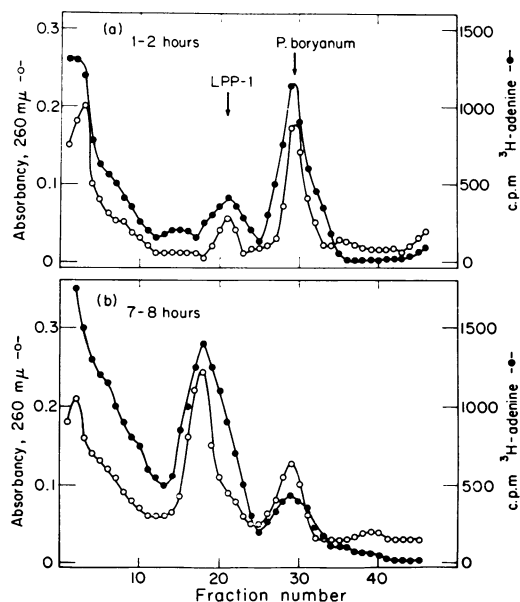 (a)
1-2 hours
P. boryanum
LPP-1
Absorbancy, 260 mμ -o-
0.3
0.2
0.1
0
1500
1000
500
0
c.p.m ³H-adenine -●-
(b)
7-8 hours
Absorbancy, 260 mμ -o-
0.3
0.2
0.1
0
1500
1000
500
0
c.p.m ³H-adenine -●-
10 20 30 40
Fraction number